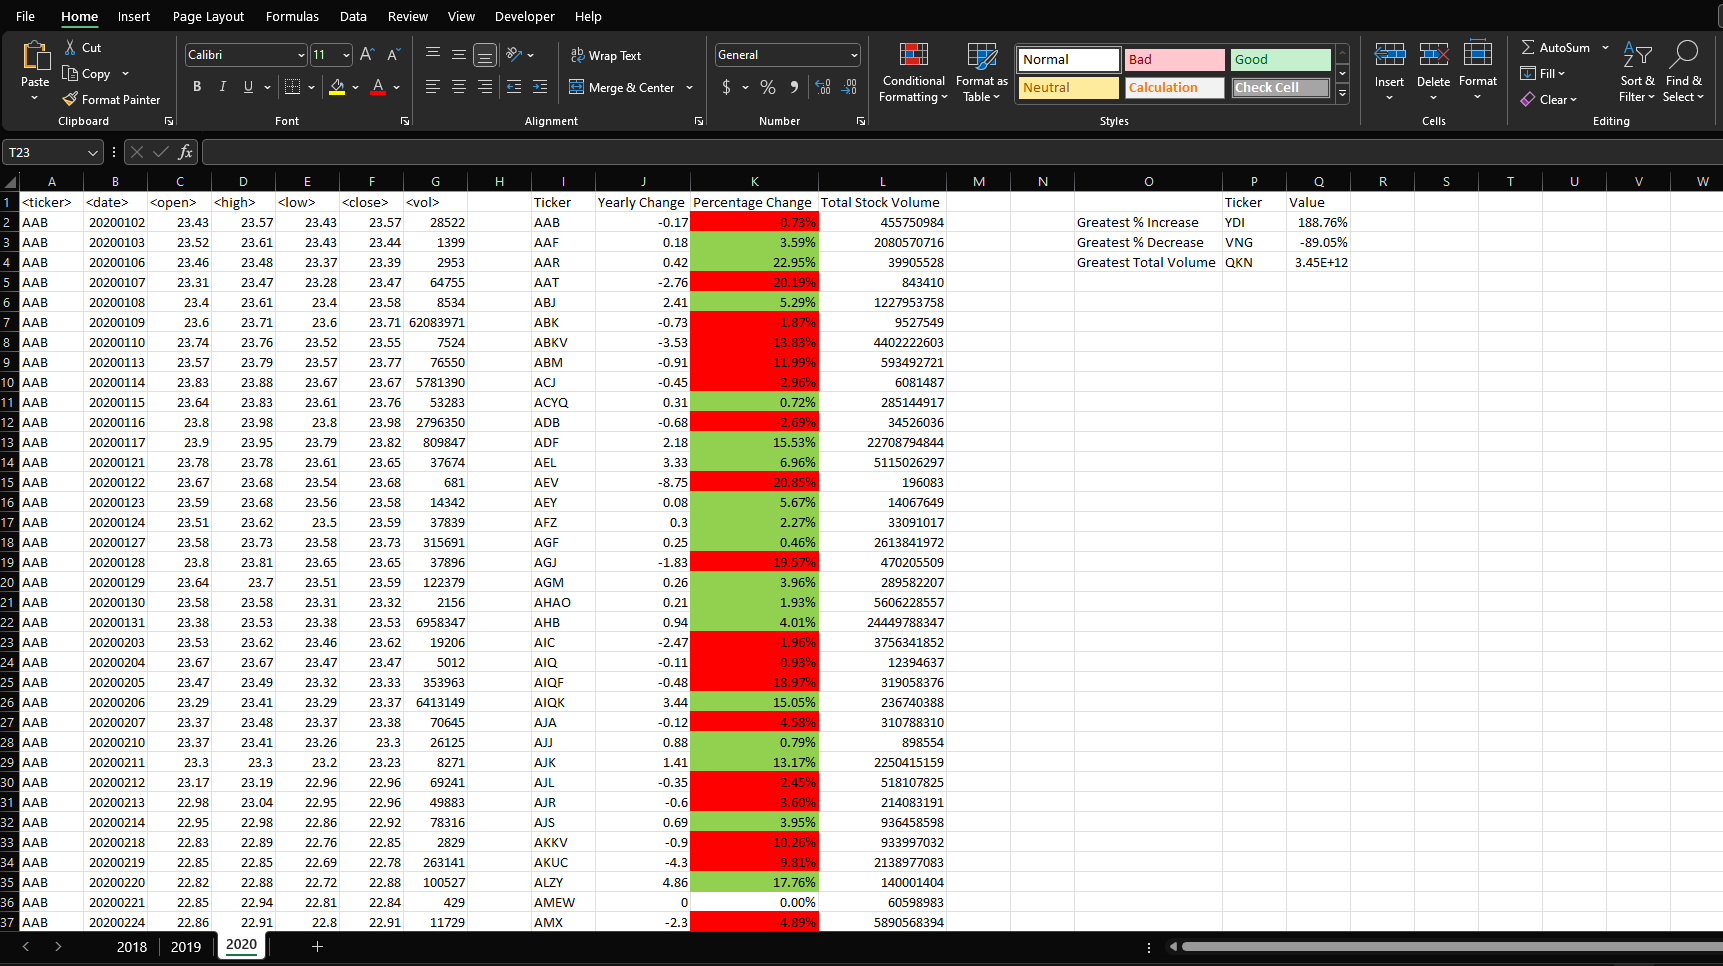 File Home Insert Page Layout Formulas Data Review View Developer Help
Paste Cut Copy Format Painter Clipboard
Calibri 11 A^ A˅ B I U A Font
ab Wrap Text Merge & Center Alignment
General $ % 9 Number
Conditional Formatting Format as Table Normal Bad Good Neutral Calculation Check Cell Styles
Insert Delete Format Cells
AutoSum Fill Clear Sort & Filter Find & Select Editing
T23 fx
A B C D E F G H I J K L M N O P Q R S T U V W
1 <ticker> <date> <open> <high> <low> <close> <vol> Ticker Yearly Change Percentage Change Total Stock Volume Ticker Value
2 AAB 20200102 23.43 23.57 23.43 23.57 28522 AAB -0.17 -0.73% 455750984 Greatest % Increase YDI 188.76%
3 AAB 20200103 23.52 23.61 23.43 23.44 1399 AAF 0.18 3.59% 2080570716 Greatest % Decrease VNG -89.05%
4 AAB 20200106 23.46 23.48 23.37 23.39 2953 AAR 0.42 22.95% 39905528 Greatest Total Volume QKN 3.45E+12
5 AAB 20200107 23.31 23.47 23.28 23.47 64755 AAT -2.76 -20.19% 843410
6 AAB 20200108 23.4 23.61 23.4 23.58 8534 ABJ 2.41 5.29% 1227953758
7 AAB 20200109 23.6 23.71 23.6 23.71 62083971 ABK -0.73 -1.87% 9527549
8 AAB 20200110 23.74 23.76 23.52 23.55 7524 ABKV -3.53 -13.83% 4402222603
9 AAB 20200113 23.57 23.79 23.57 23.77 76550 ABM -0.91 -11.99% 593492721
10 AAB 20200114 23.83 23.88 23.67 23.67 5781390 ACJ -0.45 -2.96% 6081487
11 AAB 20200115 23.64 23.83 23.61 23.76 53283 ACYQ 0.31 0.72% 285144917
12 AAB 20200116 23.8 23.98 23.8 23.98 2796350 ADB -0.68 -2.69% 34526036
13 AAB 20200117 23.9 23.95 23.79 23.82 809847 ADF 2.18 15.53% 22708794844
14 AAB 20200121 23.78 23.78 23.61 23.65 37674 AEL 3.33 6.96% 5115026297
15 AAB 20200122 23.67 23.68 23.54 23.68 681 AEV -8.75 -20.85% 196083
16 AAB 20200123 23.59 23.68 23.56 23.58 14342 AEY 0.08 5.67% 14067649
17 AAB 20200124 23.51 23.62 23.5 23.59 37839 AFZ 0.3 2.27% 33091017
18 AAB 20200127 23.58 23.73 23.58 23.73 315691 AGF 0.25 0.46% 2613841972
19 AAB 20200128 23.8 23.81 23.65 23.65 37896 AGJ -1.83 -19.57% 470205509
20 AAB 20200129 23.64 23.7 23.51 23.59 122379 AGM 0.26 3.96% 289582207
21 AAB 20200130 23.58 23.58 23.31 23.32 2156 AHAO 0.21 1.93% 5606228557
22 AAB 20200131 23.38 23.53 23.38 23.53 6958347 AHB 0.94 4.01% 24449788347
23 AAB 20200203 23.53 23.62 23.46 23.62 19206 AIC -2.47 -1.96% 3756341852
24 AAB 20200204 23.67 23.67 23.47 23.47 5012 AIQ -0.11 -0.93% 12394637
25 AAB 20200205 23.47 23.49 23.32 23.33 353963 AIQF -0.48 -18.97% 319058376
26 AAB 20200206 23.29 23.41 23.29 23.37 6413149 AIQK 3.44 15.05% 236740388
27 AAB 20200207 23.37 23.48 23.37 23.38 70645 AJA -0.12 -4.58% 310788310
28 AAB 20200210 23.37 23.41 23.26 23.3 26125 AJJ 0.88 0.79% 898554
29 AAB 20200211 23.3 23.3 23.2 23.23 8271 AJK 1.41 13.17% 2250415159
30 AAB 20200212 23.17 23.19 22.96 22.96 69241 AJL -0.35 -2.45% 518107825
31 AAB 20200213 22.98 23.04 22.95 22.96 49883 AJR -0.6 -3.60% 214083191
32 AAB 20200214 22.95 22.98 22.86 22.92 78316 AJS 0.69 3.95% 936458598
33 AAB 20200218 22.83 22.89 22.76 22.85 2829 AKKV -0.9 -10.26% 933997032
34 AAB 20200219 22.85 22.85 22.69 22.78 263141 AKUC -4.3 -9.81% 2138977083
35 AAB 20200220 22.82 22.88 22.72 22.88 100527 ALZY 4.86 17.76% 140001404
36 AAB 20200221 22.85 22.94 22.81 22.84 429 AMEW 0 0.00% 60598983
37 AAB 20200224 22.86 22.91 22.8 22.91 11729 AMX -2.3 -4.89% 5890568394
2018 2019 2020